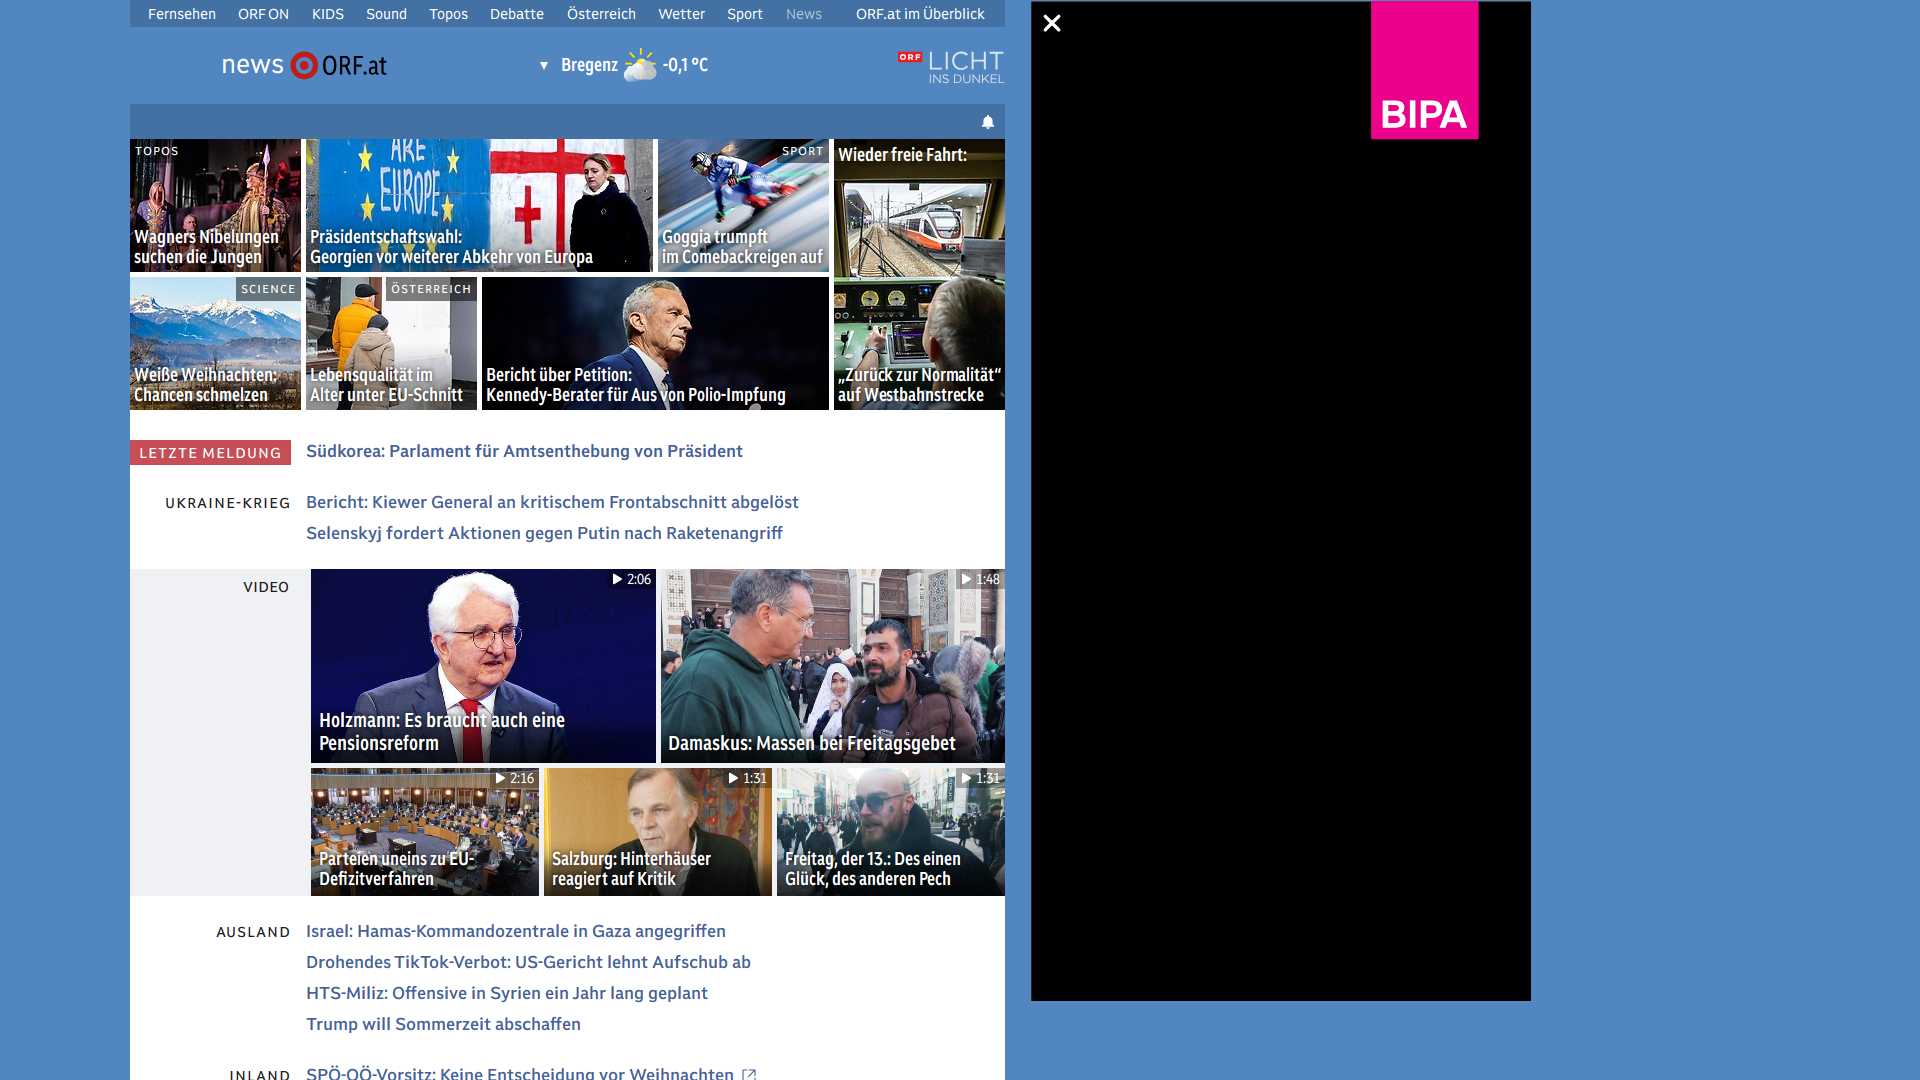 Fernsehen ORF ON KIDS Sound Topos Debatte Österreich Wetter Sport News ORF.at im Überblick
news ORF.at
Bregenz -0,1 °C
ORF LICHT
INS DUNKEL
TOPOS
Wagners Nibelungen
suchen die Jungen
ARE
EUROPE
Präsidentschaftswahl:
Georgien vor weiterer Abkehr von Europa
SPORT
Goggia trumpft
im Comebackreigen auf
Wieder freie Fahrt:
„Zurück zur Normalität“
auf Westbahnstrecke
SCIENCE
Weiße Weihnachten:
Chancen schmelzen
ÖSTERREICH
Lebensqualität im
Alter unter EU-Schnitt
Bericht über Petition:
Kennedy-Berater für Aus von Polio-Impfung
LETZTE MELDUNG
Südkorea: Parlament für Amtsenthebung von Präsident
UKRAINE-KRIEG
Bericht: Kiewer General an kritischem Frontabschnitt abgelöst
Selenskyj fordert Aktionen gegen Putin nach Raketenangriff
VIDEO
2:06
Holzmann: Es braucht auch eine
Pensionsreform
1:48
Damaskus: Massen bei Freitagsgebet
2:16
Parteien uneins zu EU-
Defizitverfahren
1:31
Salzburg: Hinterhäuser
reagiert auf Kritik
1:31
Freitag, der 13.: Des einen
Glück, des anderen Pech
AUSLAND
Israel: Hamas-Kommandozentrale in Gaza angegriffen
Drohendes TikTok-Verbot: US-Gericht lehnt Aufschub ab
HTS-Miliz: Offensive in Syrien ein Jahr lang geplant
Trump will Sommerzeit abschaffen
INLAND
SPÖ-OÖ-Vorsitz: Keine Entscheidung vor Weihnachten
BIPA